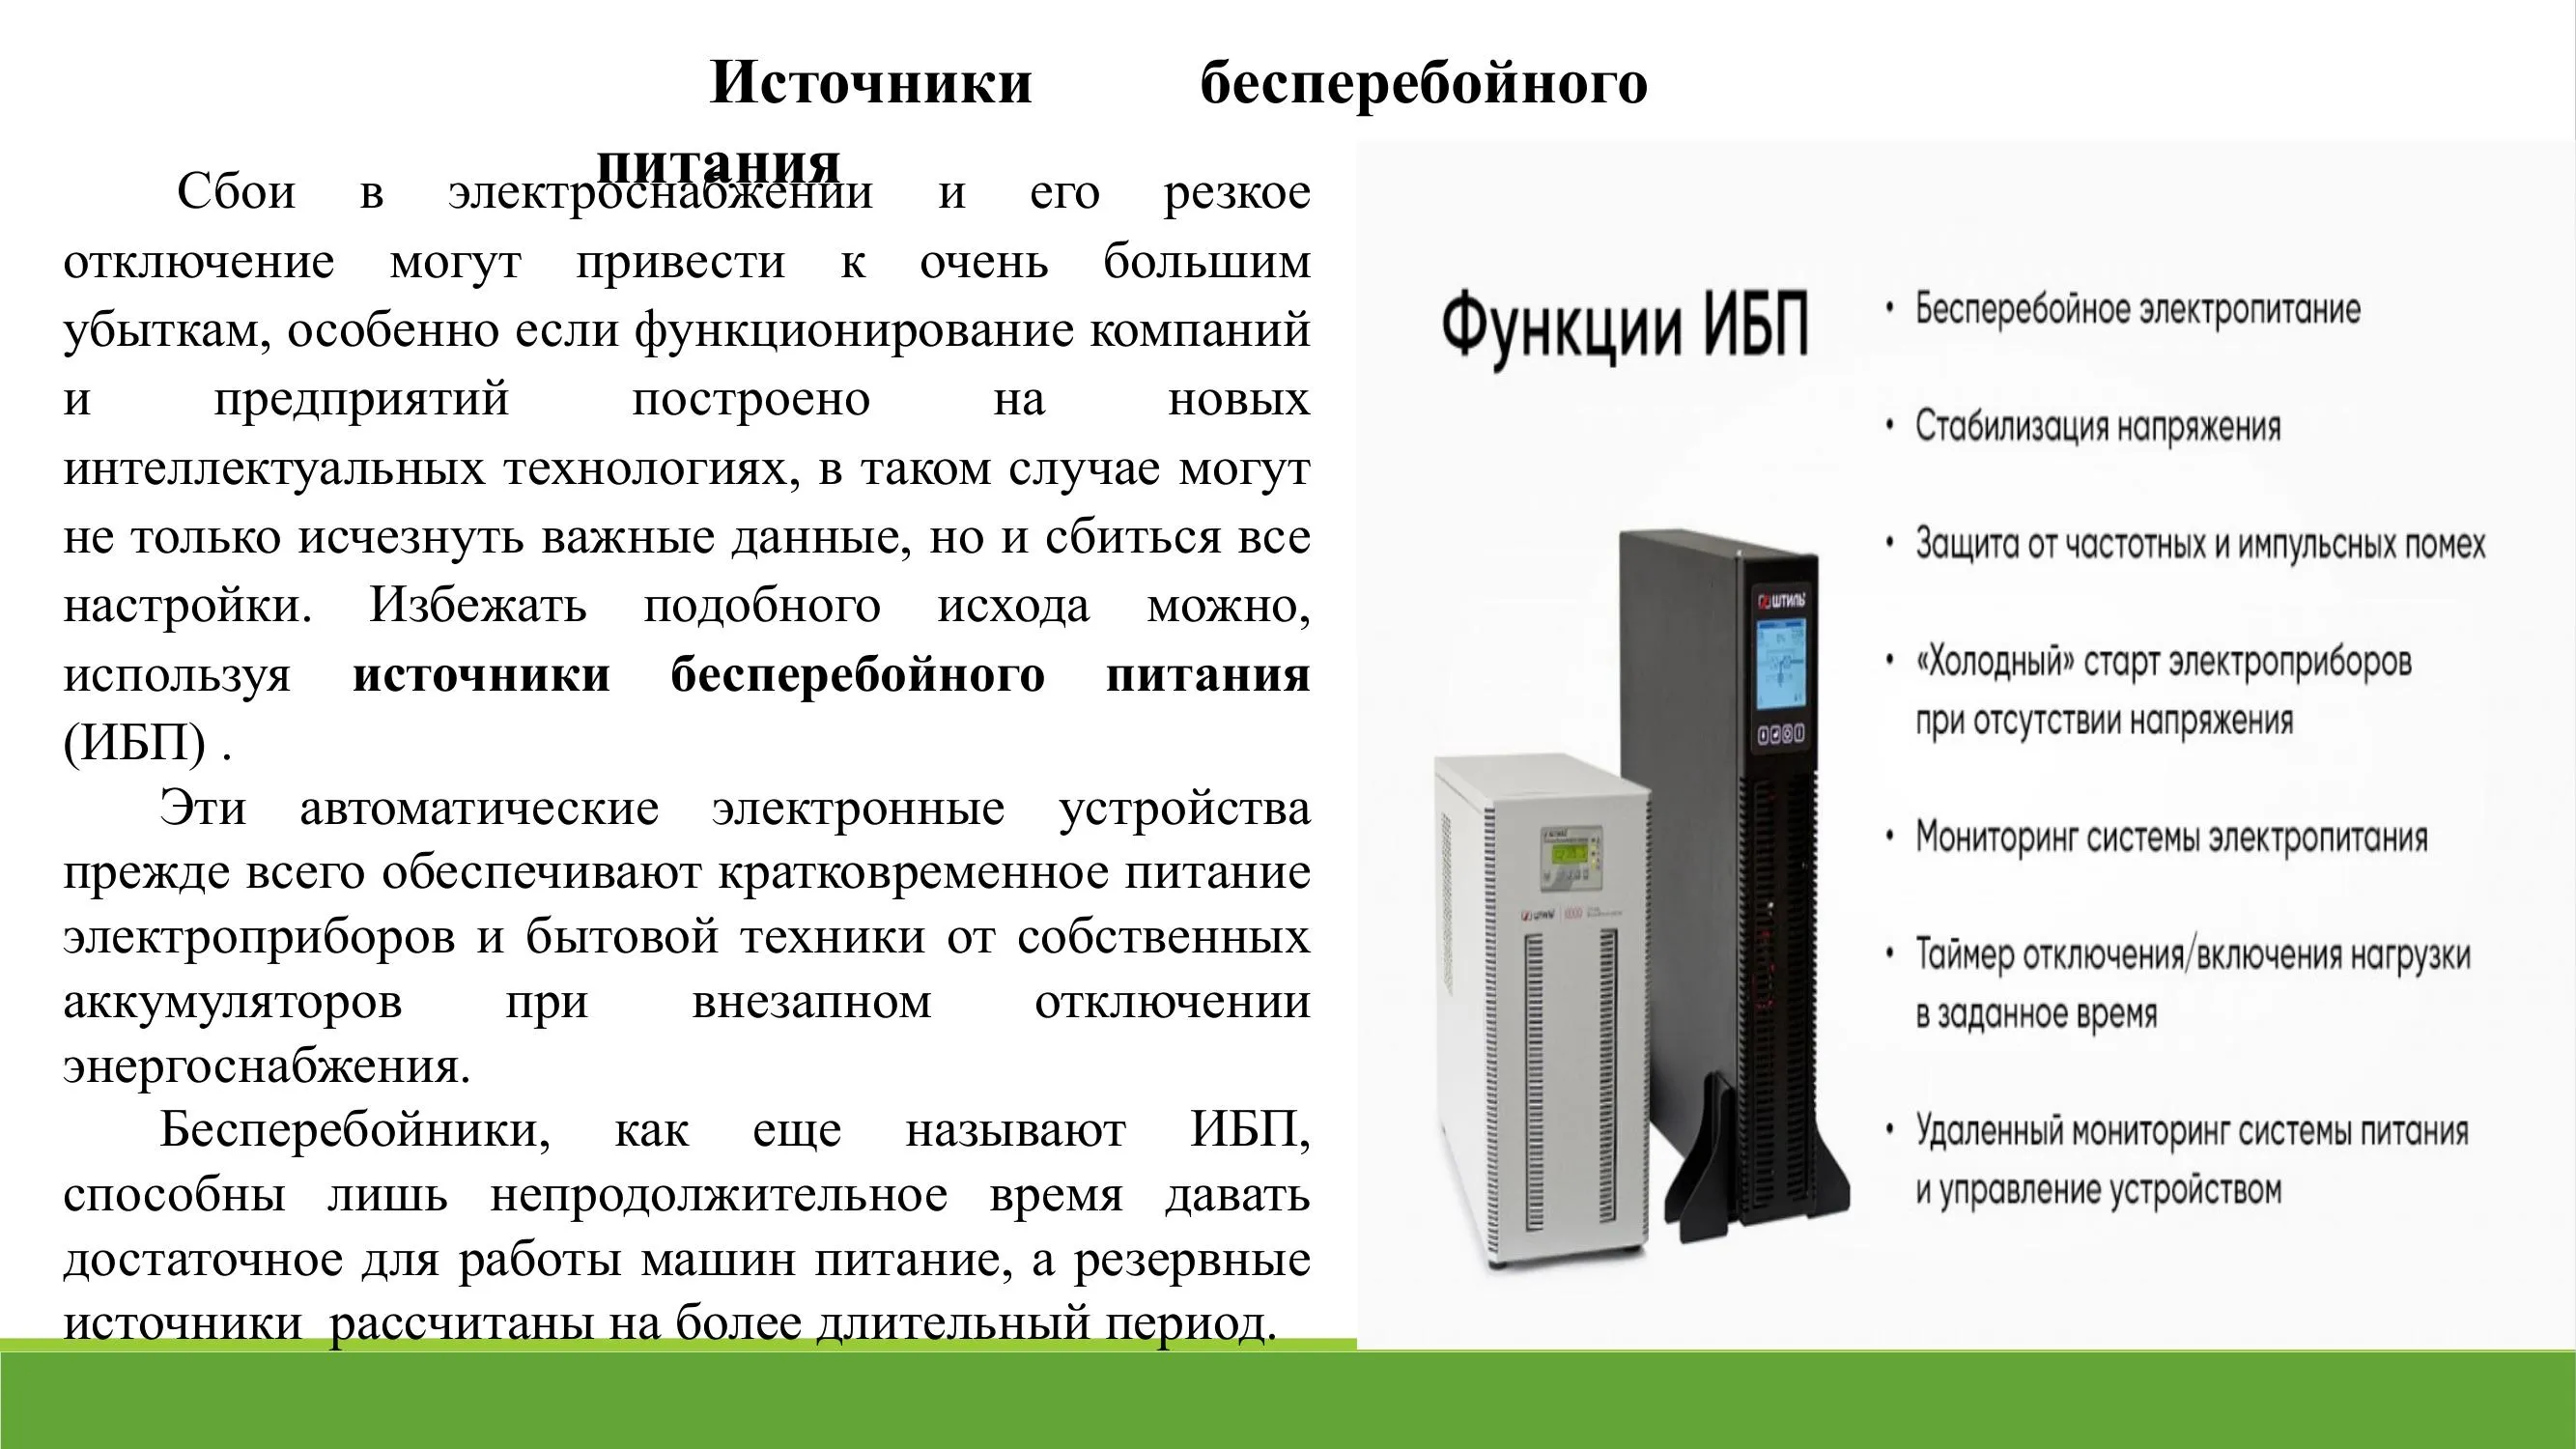 Источники бесперебойного
питания
Сбои в электроснабжении и его резкое
отключение могут привести к очень большим
убыткам, особенно если функционирование компаний
и предприятий построено на новых
интеллектуальных технологиях, в таком случае могут
не только исчезнуть важные данные, но и сбиться все
настройки. Избежать подобного исхода можно,
используя источники бесперебойного питания
(ИБП) .
Эти автоматические электронные устройства
прежде всего обеспечивают кратковременное питание
электроприборов и бытовой техники от собственных
аккумуляторов при внезапном отключении
энергоснабжения.
Бесперебойники, как еще называют ИБП,
способны лишь непродолжительное время давать
достаточное для работы машин питание, а резервные
источники рассчитаны на более длительный период.
Функции ИБП
• Бесперебойное электропитание
• Стабилизация напряжения
• Защита от частотных и импульсных помех
• «Холодный» старт электроприборов
при отсутствии напряжения
• Мониторинг системы электропитания
• Таймер отключения/включения нагрузки
в заданное время
• Удаленный мониторинг системы питания
и управление устройством
ШТИЛЬ
ШТИЛЬ